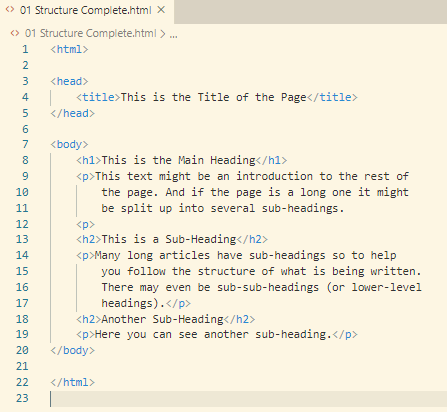 <> 01 Structure Complete.html ×
<> 01 Structure Complete.html > ...
1 <html>
2
3 <head>
4 <title>This is the Title of the Page</title>
5 </head>
6
7 <body>
8 <h1>This is the Main Heading</h1>
9 <p>This text might be an introduction to the rest of
10 the page. And if the page is a long one it might
11 be split up into several sub-headings.
12 <p>
13 <h2>This is a Sub-Heading</h2>
14 <p>Many long articles have sub-headings so to help
15 you follow the structure of what is being written.
16 There may even be sub-sub-headings (or lower-level
17 headings).</p>
18 <h2>Another Sub-Heading</h2>
19 <p>Here you can see another sub-heading.</p>
20 </body>
21
22 </html>
23